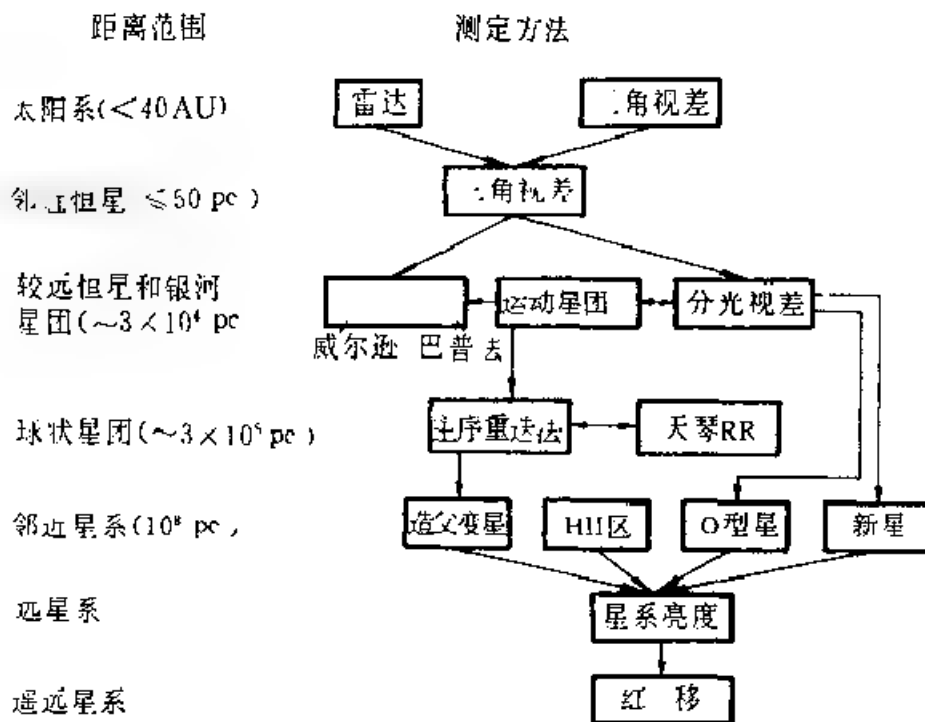 距离范围 测定方法
太阳系(<40AU) 雷达 三角视差
邻近恒星 ≤50 pc ) 三角视差
较远恒星和银河
星团(~3×10⁴ pc 运动星团 分光视差
威尔逊 巴普法
球状星团(~3×10⁵ pc) 主序重迭法 天琴RR
邻近星系(10⁸ pc, 造父变星 HII区 O型星 新星
远星系 星系亮度
遥远星系 红 移